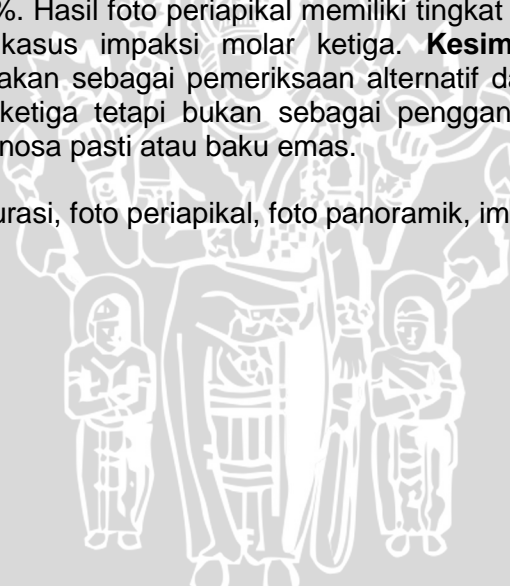 %. Hasil foto periapikal memiliki tingkat
kasus impaksi molar ketiga. Kesim
akan sebagai pemeriksaan alternatif da
ketiga tetapi bukan sebagai penggan
nosa pasti atau baku emas.
urasi, foto periapikal, foto panoramik, im